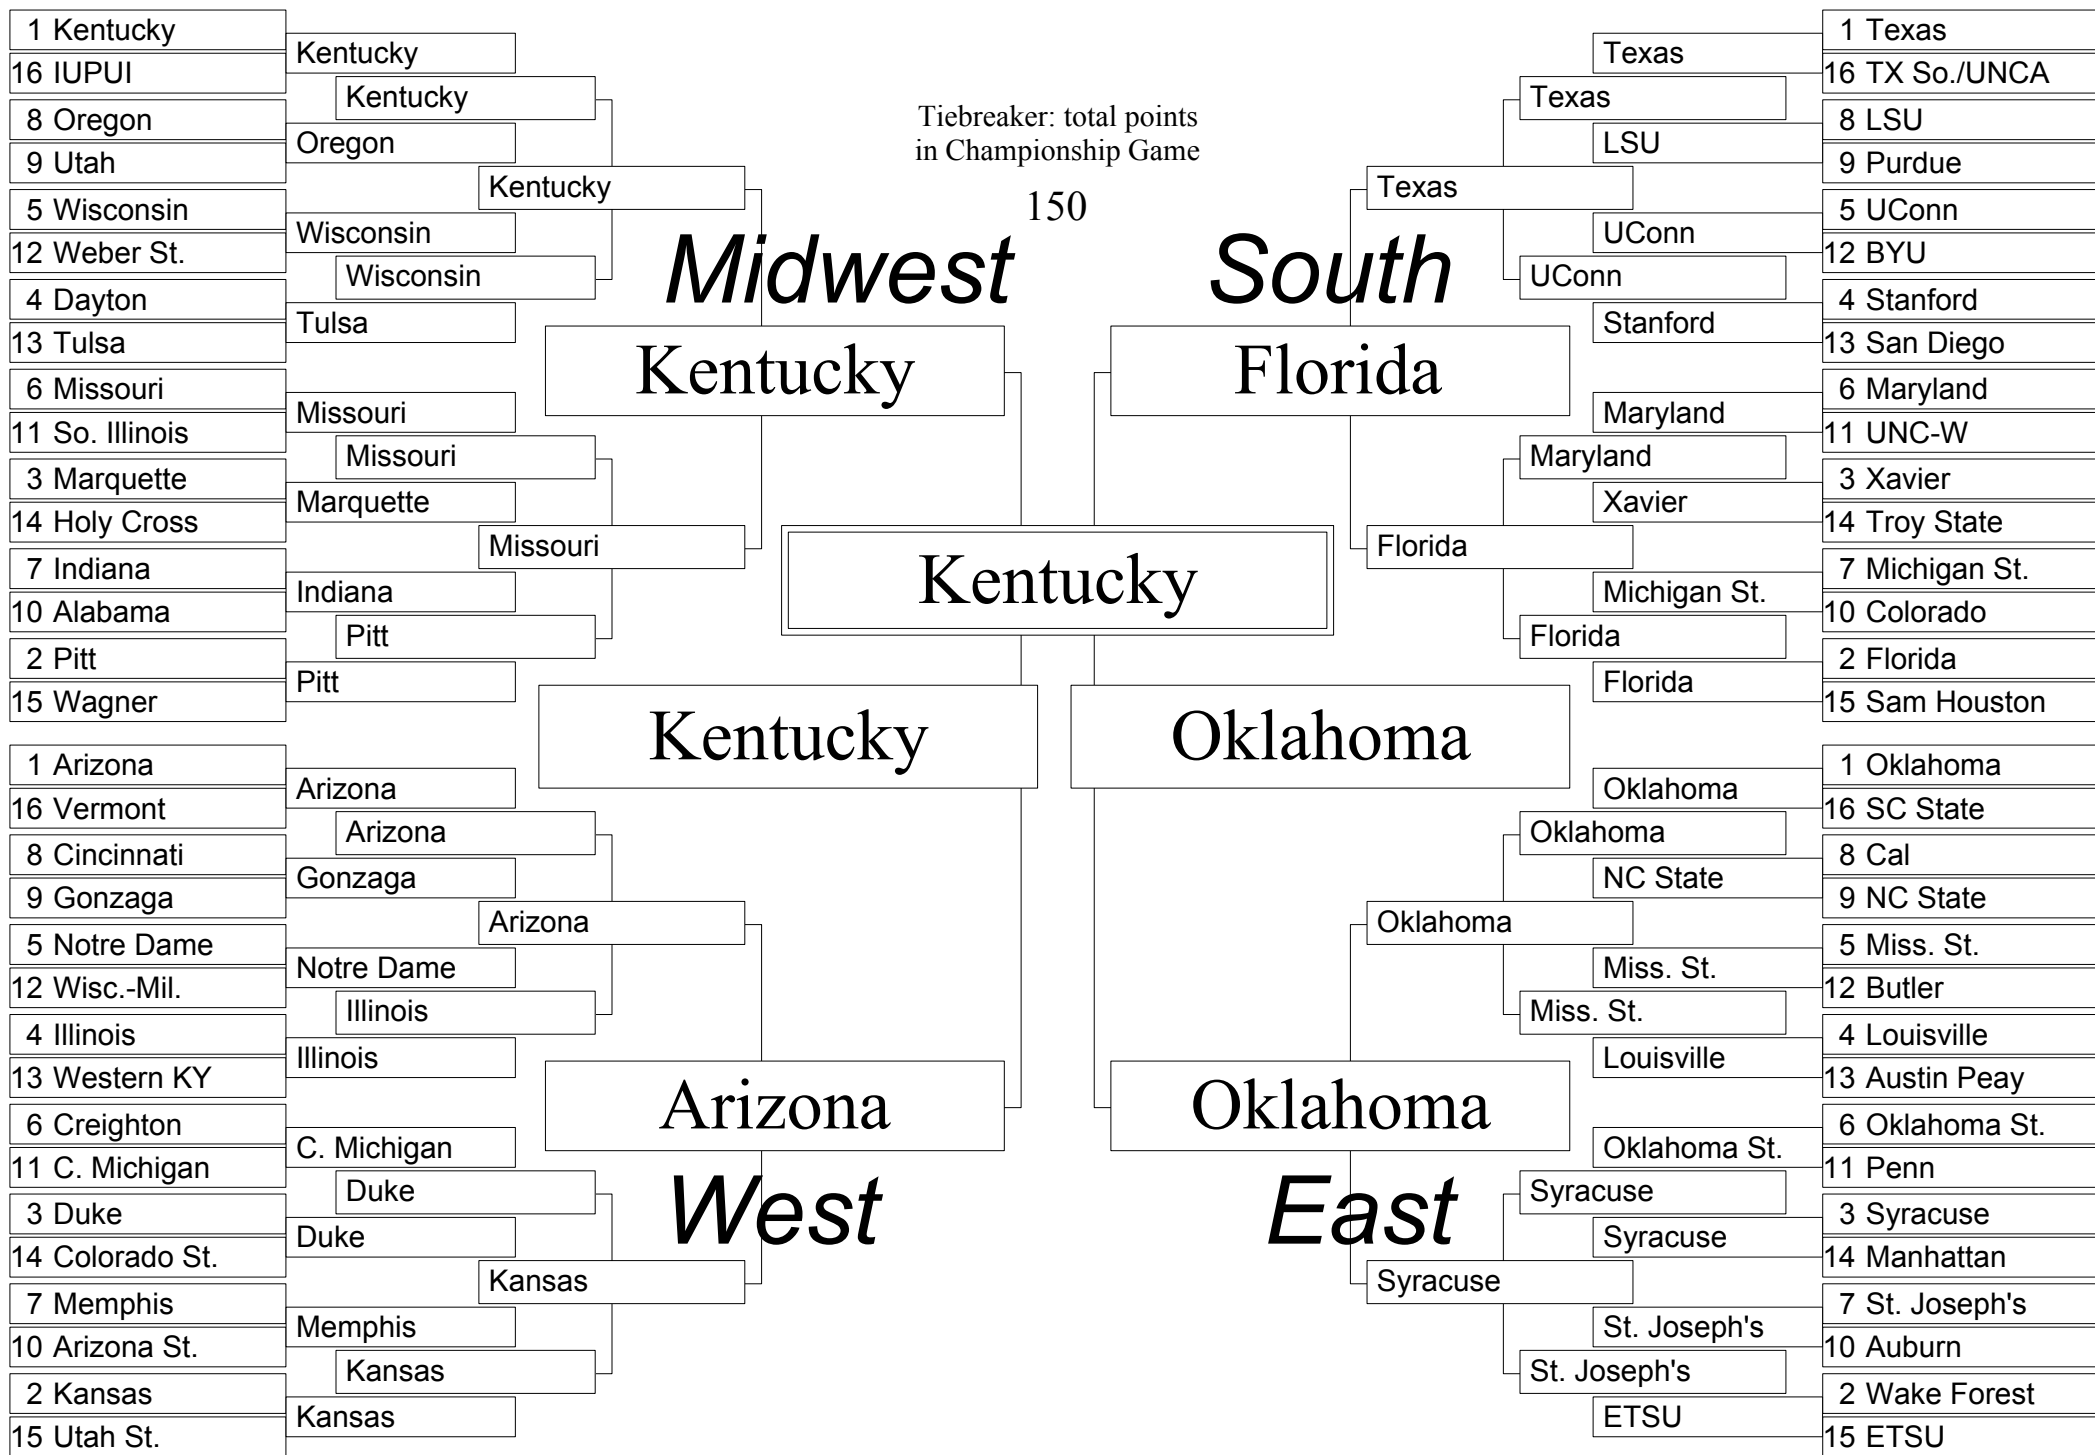 1 Kentucky
16 IUPUI
8 Oregon
9 Utah
5 Wisconsin
12 Weber St.
4 Dayton
13 Tulsa
6 Missouri
11 So. Illinois
3 Marquette
14 Holy Cross
7 Indiana
10 Alabama
2 Pitt
15 Wagner
Kentucky
Oregon
Wisconsin
Tulsa
Missouri
Marquette
Indiana
Pitt
Kentucky
Wisconsin
Missouri
Pitt
Kentucky
Missouri
Midwest
Kentucky
1 Arizona
16 Vermont
8 Cincinnati
9 Gonzaga
5 Notre Dame
12 Wisc.-Mil.
4 Illinois
13 Western KY
6 Creighton
11 C. Michigan
3 Duke
14 Colorado St.
7 Memphis
10 Arizona St.
2 Kansas
15 Utah St.
Arizona
Gonzaga
Notre Dame
Illinois
C. Michigan
Duke
Memphis
Kansas
Arizona
Illinois
Duke
Kansas
Arizona
Kansas
Arizona
West
Tiebreaker: total points
in Championship Game
150
Kentucky
Kentucky
Oklahoma
South
Florida
Texas
Florida
Texas
UConn
Maryland
Florida
Texas
LSU
UConn
Stanford
Maryland
Xavier
Michigan St.
Florida
1 Texas
16 TX So./UNCA
8 LSU
9 Purdue
5 UConn
12 BYU
4 Stanford
13 San Diego
6 Maryland
11 UNC-W
3 Xavier
14 Troy State
7 Michigan St.
10 Colorado
2 Florida
15 Sam Houston
Oklahoma
East
Oklahoma
Syracuse
Oklahoma
Miss. St.
Syracuse
St. Joseph's
Oklahoma
NC State
Miss. St.
Louisville
Oklahoma St.
Syracuse
St. Joseph's
ETSU
1 Oklahoma
16 SC State
8 Cal
9 NC State
5 Miss. St.
12 Butler
4 Louisville
13 Austin Peay
6 Oklahoma St.
11 Penn
3 Syracuse
14 Manhattan
7 St. Joseph's
10 Auburn
2 Wake Forest
15 ETSU